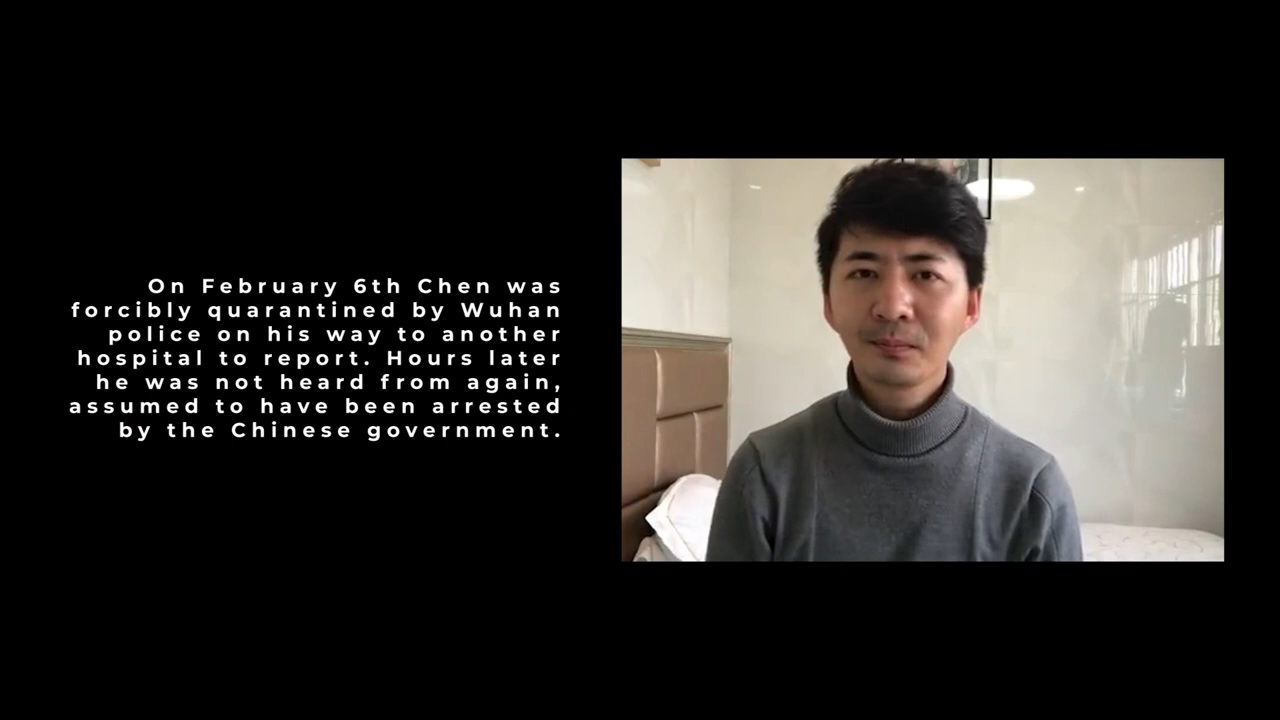 On February 6th Chen was
forcibly quarantined by Wuhan
police on his way to another
hospital to report. Hours later
he was not heard from again,
assumed to have been arrested
by the Chinese government.